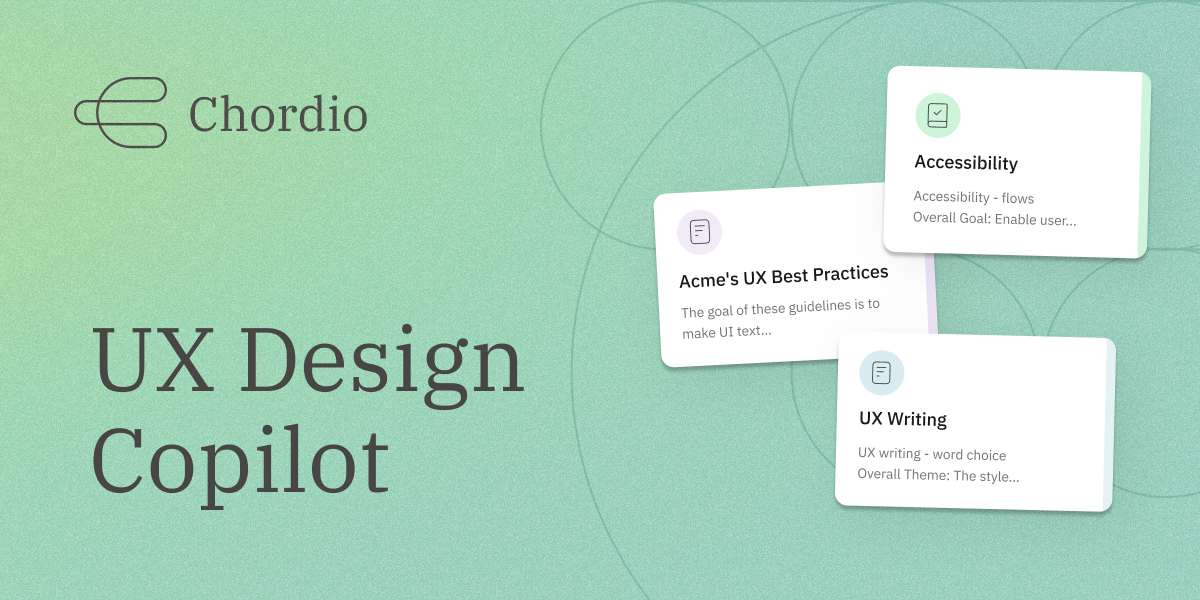 Chordio
UX Design
Copilot
Accessibility
Accessibility - flows
Overall Goal: Enable user...
Acme's UX Best Practices
The goal of these guidelines is to
make UI text...
UX Writing
UX writing - word choice
Overall Theme: The style...